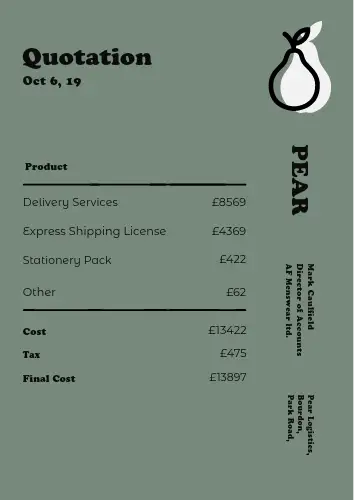 Quotation
Oct 6, 19
PEAR
Product
Delivery Services £8569
Express Shipping License £4369
Stationery Pack £422
Other £62
Cost £13422
Tax £475
Final Cost £13897
Mark Caulfield
Director of Accounts
AF Menswear ltd.
Pear Logistics,
Bourdon,
Park Road,